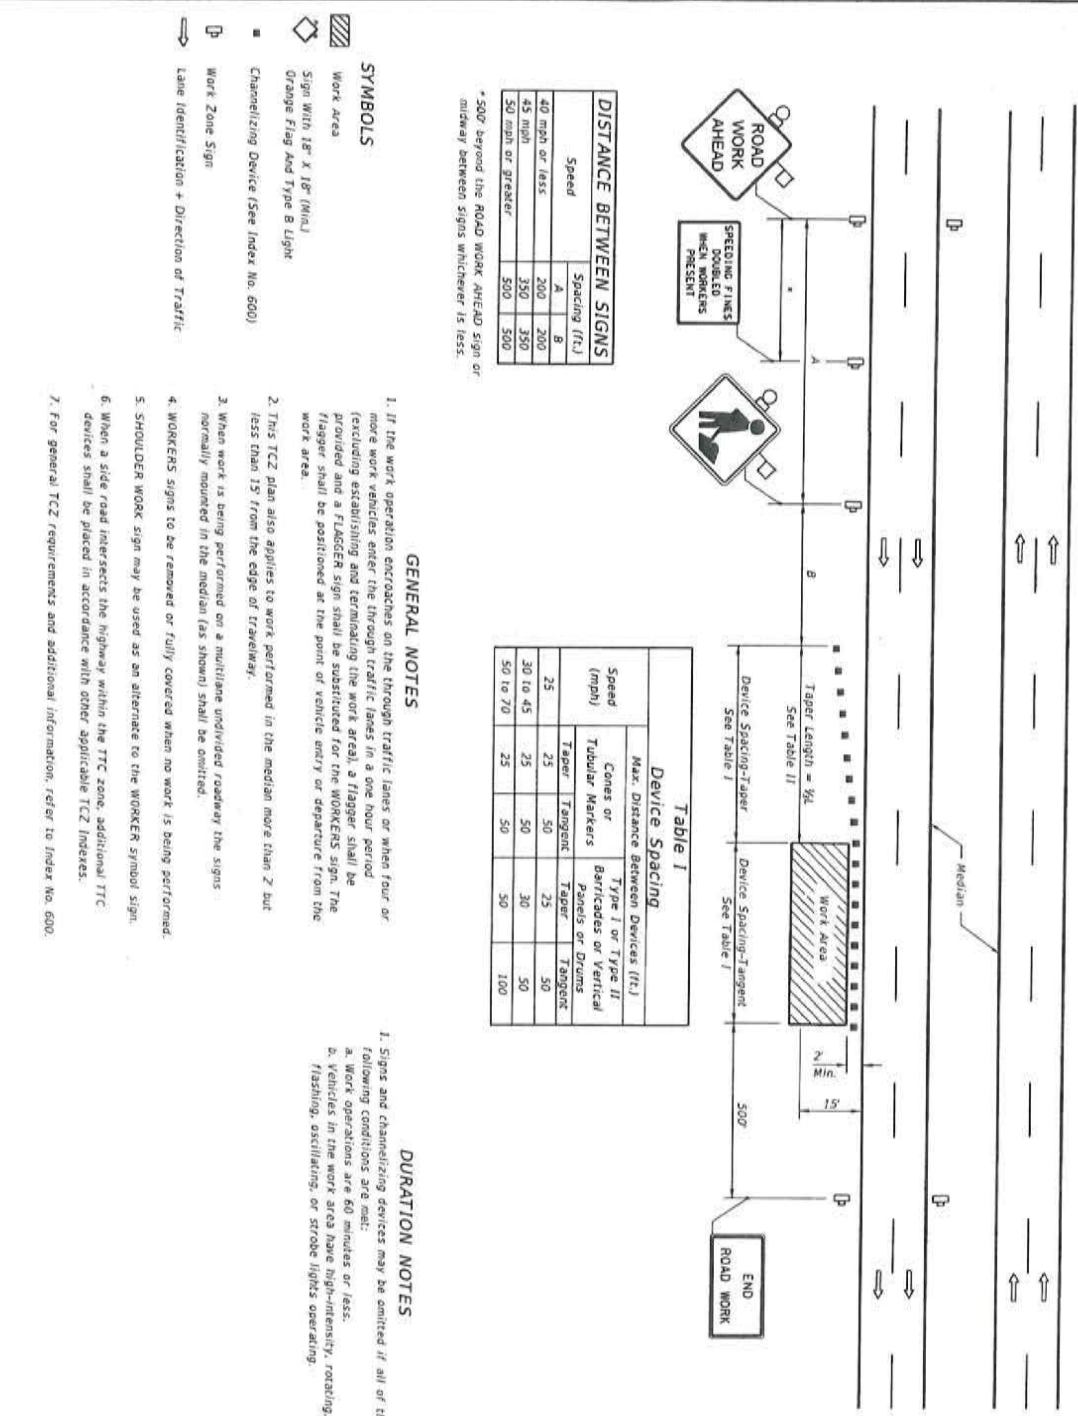 ROAD
WORK
AHEAD
SPEEDING FINES
DOUBLED
WHEN WORKERS
PRESENT
*
A
B
Taper Length = ⅓L
See Table II
Device Spacing-Taper
See Table I
Work Area
Device Spacing-Tangent
See Table I
Median
2'
Min.
15'
500'
END
ROAD WORK
DISTANCE BETWEEN SIGNS
Speed
Spacing (ft.)
A B
40 mph or less 200 200
45 mph 350 350
50 mph or greater 500 500
* 500' beyond the ROAD WORK AHEAD sign or
midway between signs whichever is less.
Table I
Device Spacing
Speed
(mph)
Max. Distance Between Devices (ft.)
Cones or
Tubular Markers
Type I or Type II
Barricades or Vertical
Panels or Drums
Taper Tangent Taper Tangent
25 25 50 25 50
30 to 45 25 50 30 50
50 to 70 25 50 50 100
SYMBOLS
Work Area
Sign With 18" X 18" (Min.)
Orange Flag And Type B Light
Channelizing Device (See Index No. 600)
Work Zone Sign
Lane Identification + Direction of Traffic
GENERAL NOTES
1. If the work operation encroaches on the through traffic lanes or when four or
more work vehicles enter the through traffic lanes in a one hour period
(excluding establishing and terminating the work area), a flagger shall be
provided and a FLAGGER sign shall be substituted for the WORKERS sign. The
flagger shall be positioned at the point of vehicle entry or departure from the
work area.
2. This TCZ plan also applies to work performed in the median more than 2' but
less than 15' from the edge of travelway.
3. When work is being performed on a multilane undivided roadway the signs
normally mounted in the median (as shown) shall be omitted.
4. WORKERS signs to be removed or fully covered when no work is being performed.
5. SHOULDER WORK sign may be used as an alternate to the WORKER symbol sign.
6. When a side road intersects the highway within the TTC zone, additional TTC
devices shall be placed in accordance with other applicable TCZ Indexes.
7. For general TCZ requirements and additional information, refer to Index No. 600.
DURATION NOTES
1. Signs and channelizing devices may be omitted if all of
following conditions are met:
a. Work operations are 60 minutes or less.
b. Vehicles in the work area have high-intensity, rotating,
flashing, oscillating, or strobe lights operating.